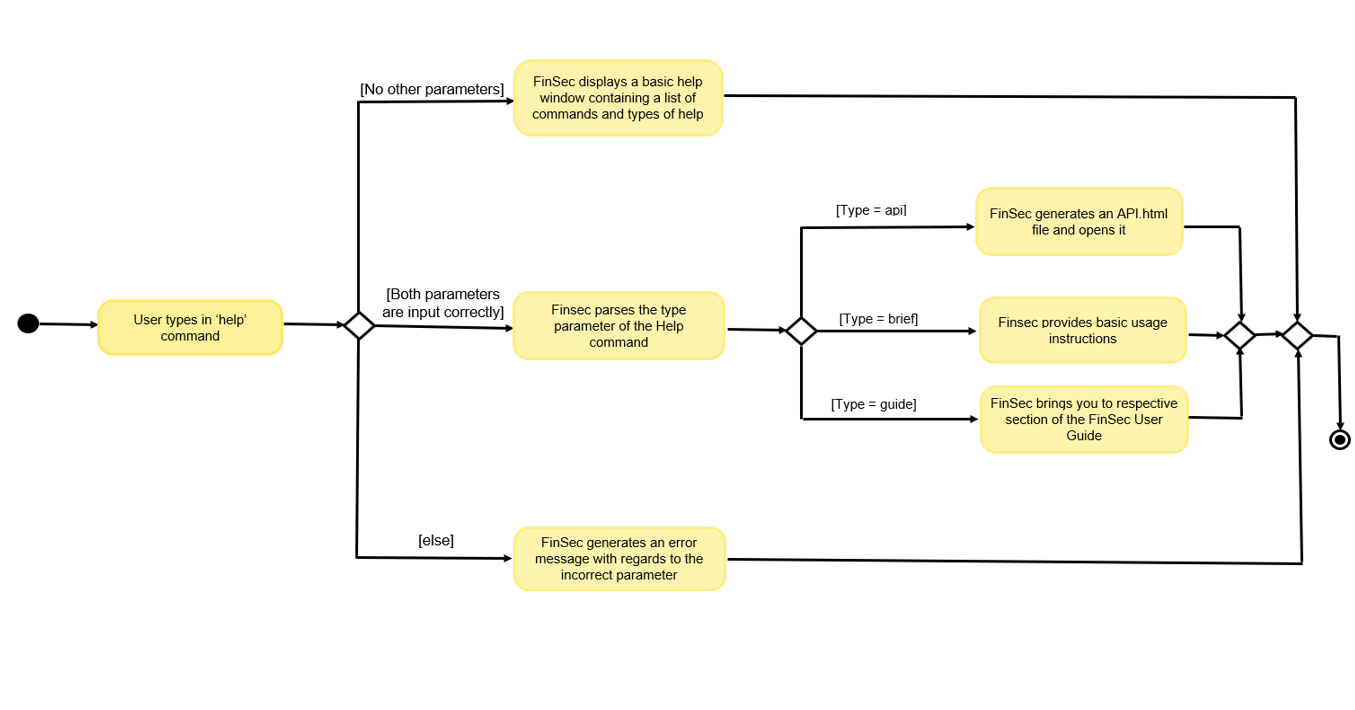 [No other parameters]
FinSec displays a basic help
window containing a list of
commands and types of help
[Type = api]
FinSec generates an API.html
file and opens it
User types in ‘help’
command
[Both parameters
are input correctly]
Finsec parses the type
parameter of the Help
command
[Type = brief]
Finsec provides basic usage
instructions
[Type = guide]
FinSec brings you to respective
section of the FinSec User
Guide
[else]
FinSec generates an error
message with regards to the
incorrect parameter